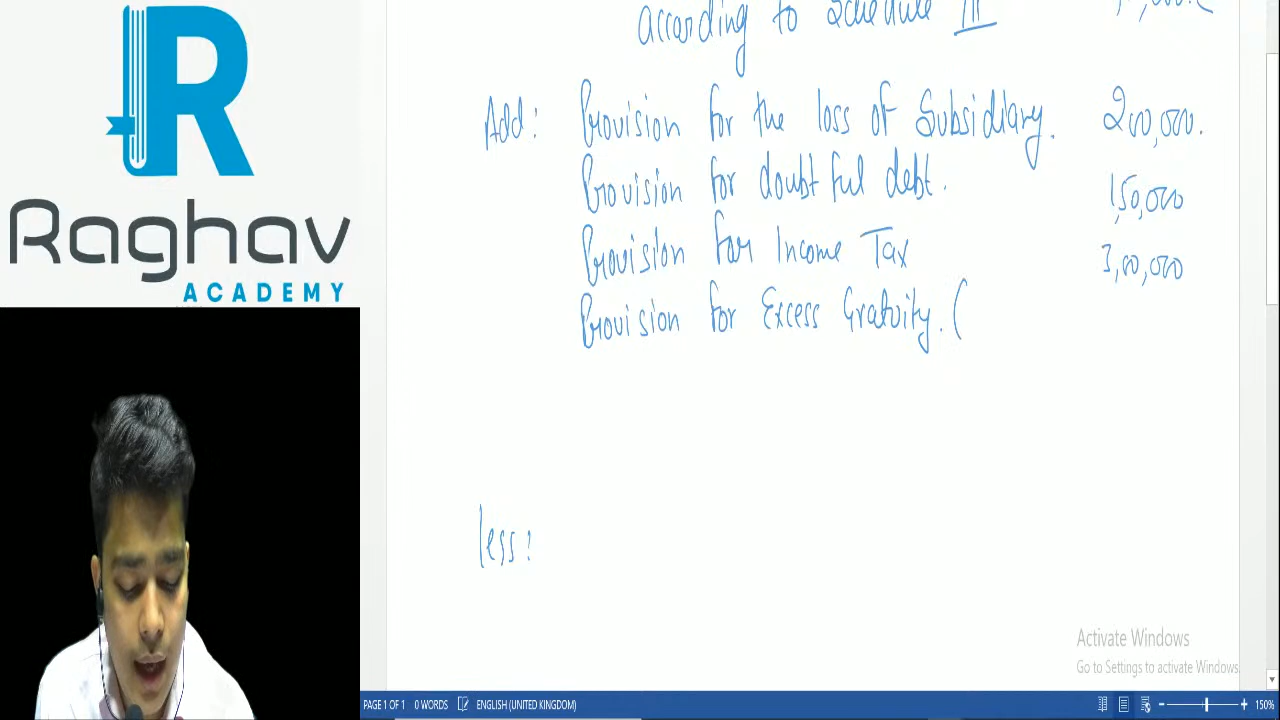 R
Raghav
ACADEMY
according to Schedule III
Add: Provision for the loss of Subsidiary. 200,000.
Provision for doubtful debt. 1,50,000
Provision for Income Tax 3,00,000
Provision for Excess Gratuity. (
less:
Activate Windows
Go to Settings to activate Windows.
PAGE 1 OF 1 0 WORDS ENGLISH (UNITED KINGDOM) 150%